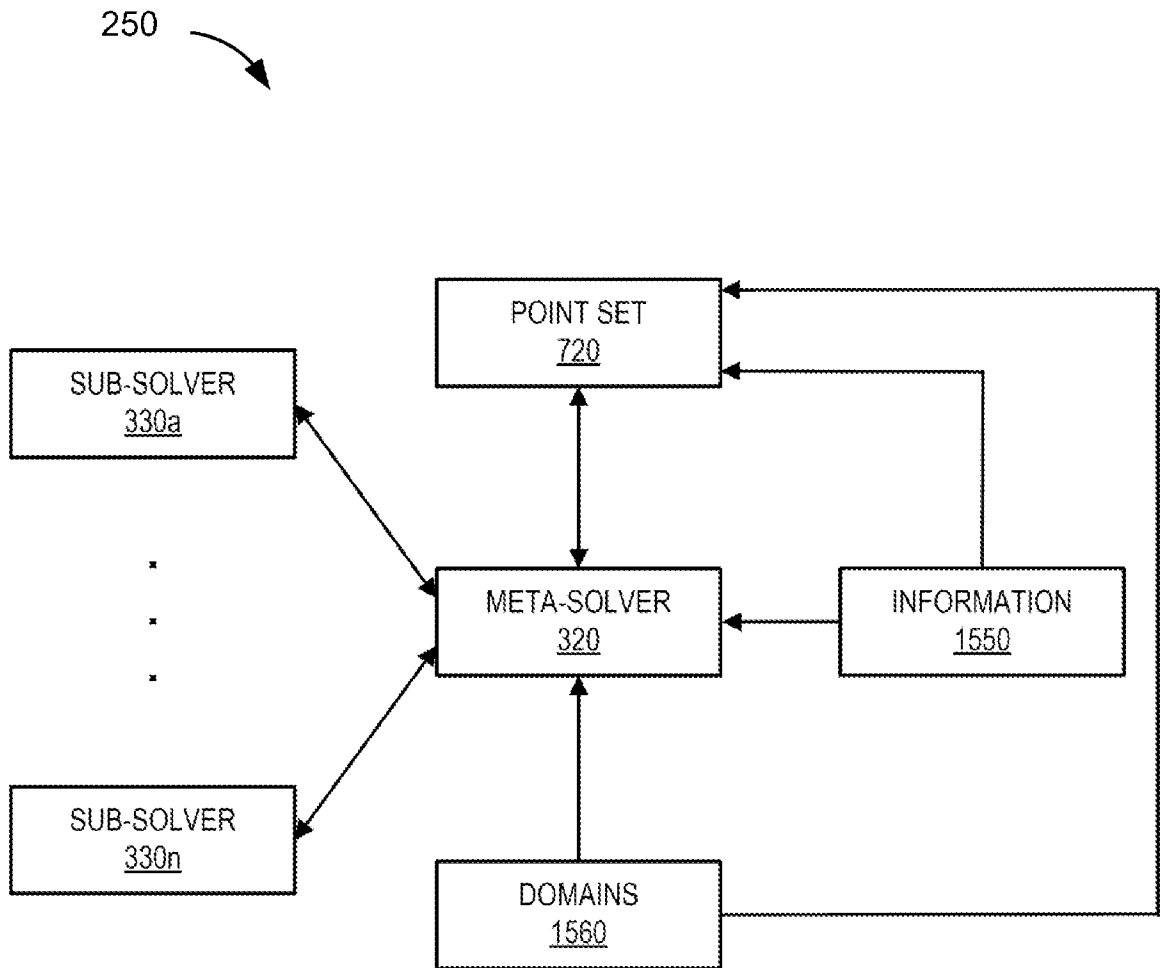 250
POINT SET
720
SUB-SOLVER
330a
META-SOLVER
320
INFORMATION
1550
SUB-SOLVER
330n
DOMAINS
1560